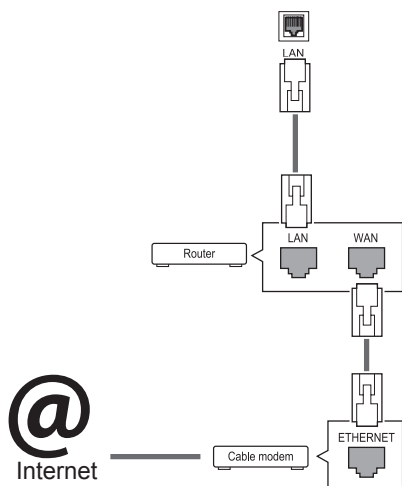 LAN
LAN WAN
Router
ETHERNET
@
Internet
Cable modem